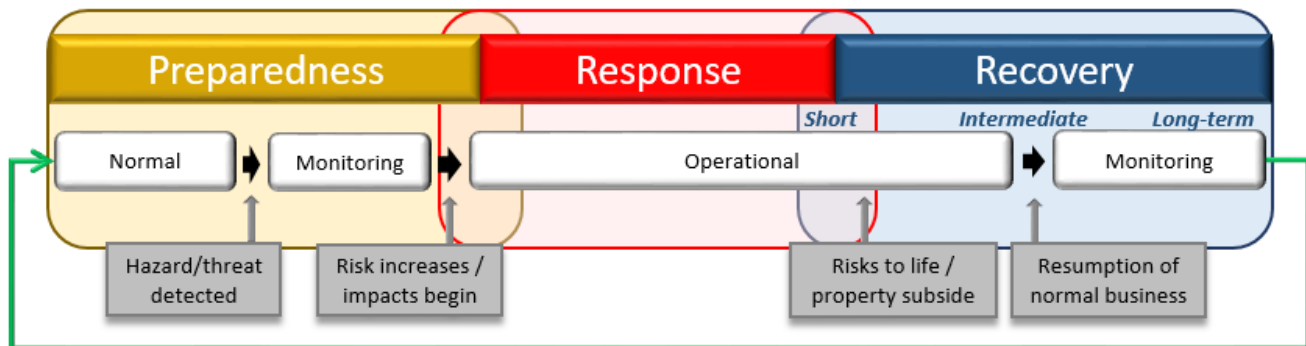 Preparedness
Response
Recovery
Short
Intermediate
Long-term
Normal
Monitoring
Operational
Monitoring
Hazard/threat
detected
Risk increases /
impacts begin
Risks to life /
property subside
Resumption of
normal business